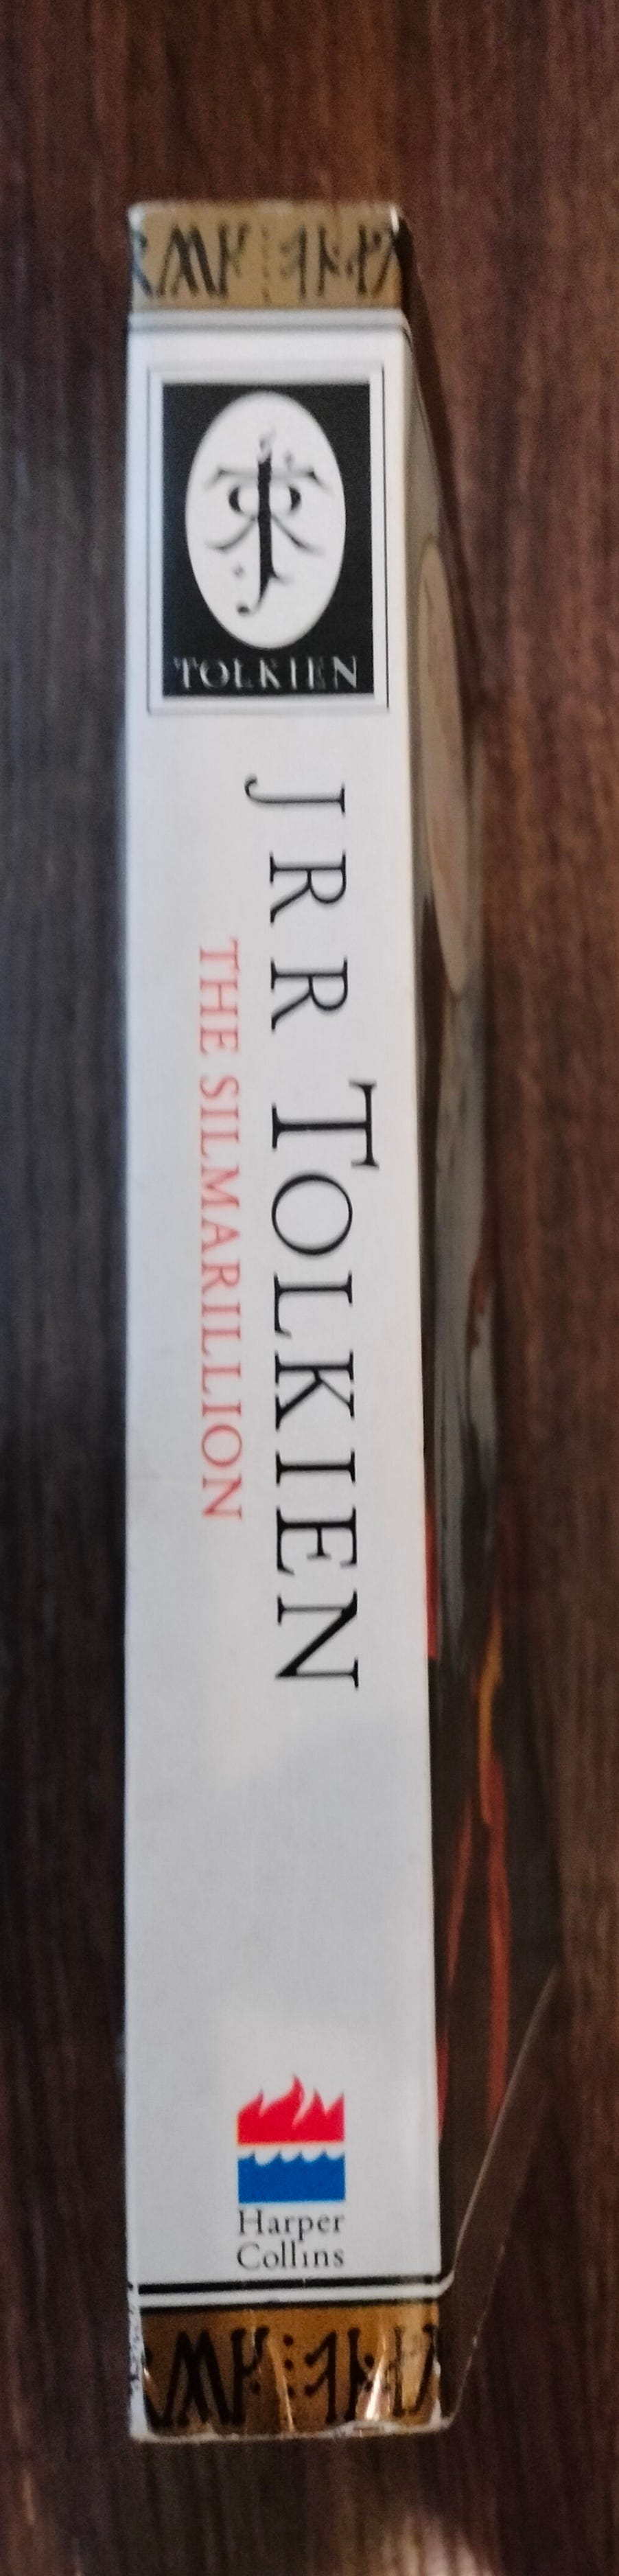 TOLKIEN
J R R TOLKIEN
THE SILMARILLION
Harper
Collins